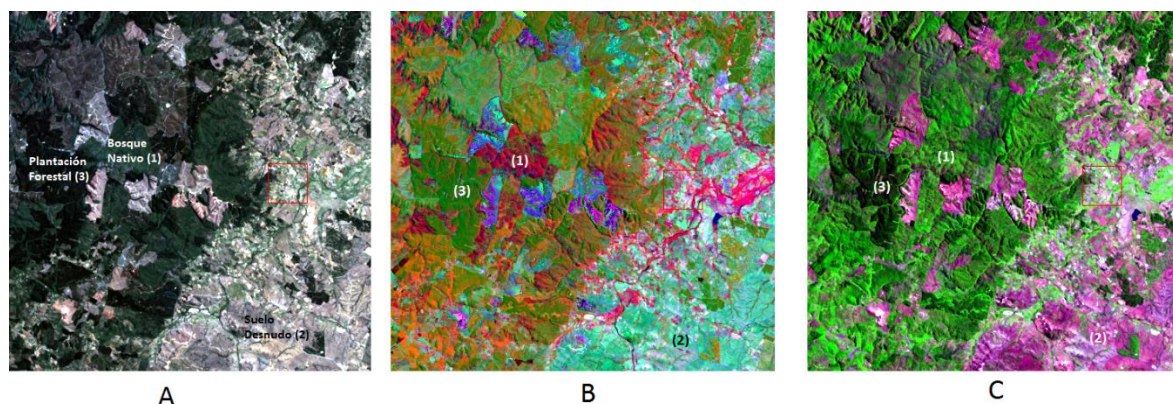 Bosque
Nativo (1)
Plantación
Forestal (3)
Suelo
Desnudo (2)
A
(1)
(3)
(2)
B
(1)
(3)
(2)
C